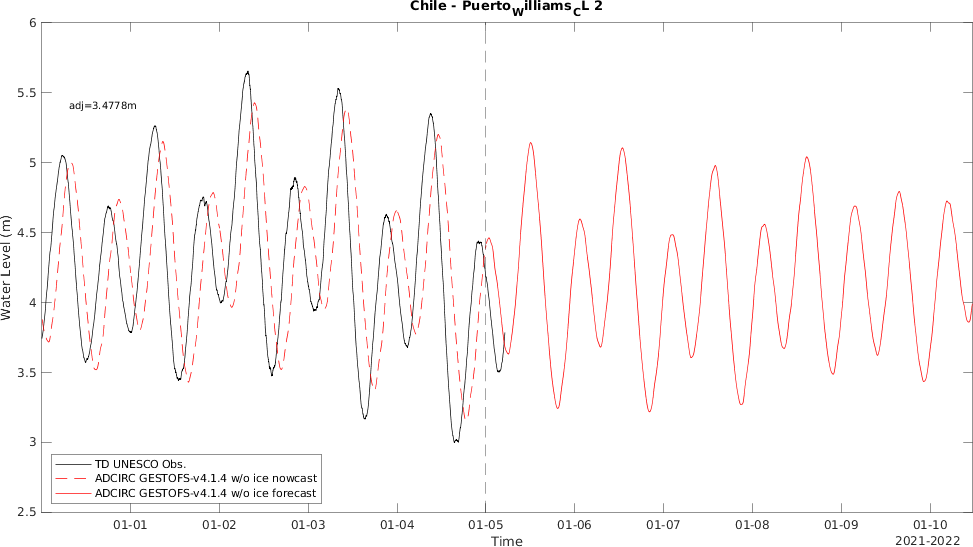 Chile - Puerto_Williams_CL 2
6
5.5
5
4.5
4
3.5
3
2.5
Water Level (m)
adj=3.4778m
TD UNESCO Obs.
ADCIRC GESTOFS-v4.1.4 w/o ice nowcast
ADCIRC GESTOFS-v4.1.4 w/o ice forecast
01-01 01-02 01-03 01-04 01-05 01-06 01-07 01-08 01-09 01-10
Time
2021-2022